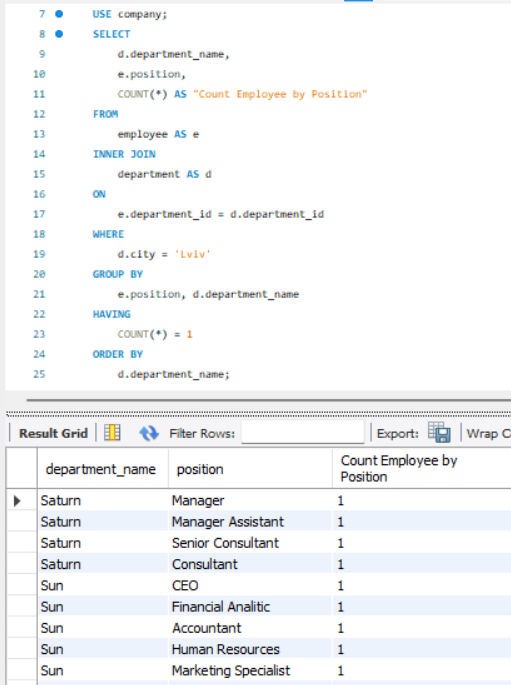 7 USE company;
8 SELECT
9 d.department_name,
10 e.position,
11 COUNT(*) AS "Count Employee by Position"
12 FROM
13 employee AS e
14 INNER JOIN
15 department AS d
16 ON
17 e.department_id = d.department_id
18 WHERE
19 d.city = 'Lviv'
20 GROUP BY
21 e.position, d.department_name
22 HAVING
23 COUNT(*) = 1
24 ORDER BY
25 d.department_name;
Result Grid Filter Rows: Export: Wrap C
department_name position Count Employee by
Position
Saturn Manager 1
Saturn Manager Assistant 1
Saturn Senior Consultant 1
Saturn Consultant 1
Sun CEO 1
Sun Financial Analitic 1
Sun Accountant 1
Sun Human Resources 1
Sun Marketing Specialist 1